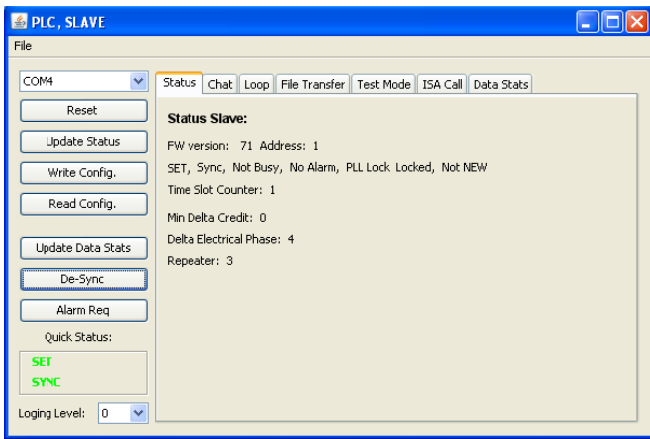 PLC, SLAVE
File
COM4
Reset
Update Status
Write Config.
Read Config.
Update Data Stats
De-Sync
Alarm Req
Quick Status:
SET
SYNC
Loging Level: 0
Status Chat Loop File Transfer Test Mode ISA Call Data Stats
Status Slave:
FW version: 71 Address: 1
SET, Sync, Not Busy, No Alarm, PLL Lock Locked, Not NEW
Time Slot Counter: 1
Min Delta Credit: 0
Delta Electrical Phase: 4
Repeater: 3